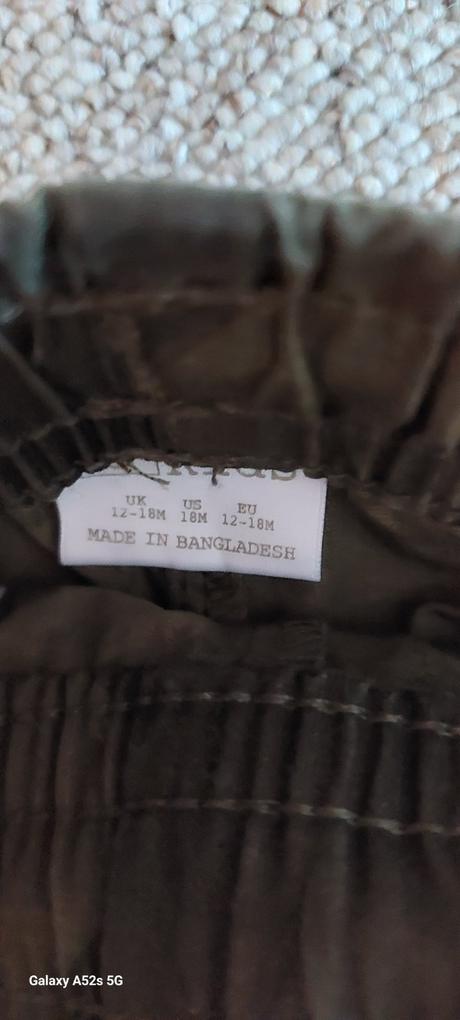 UK US EU
12-18M 18M 12-18M
MADE IN BANGLADESH
Galaxy A52s 5G